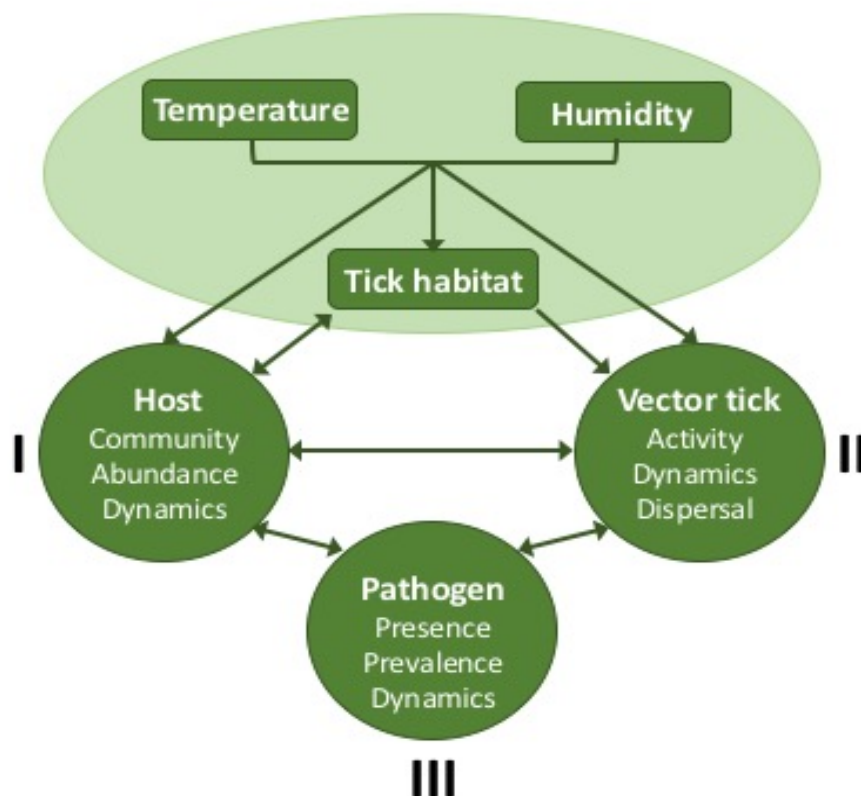 Temperature
Humidity
Tick habitat
Host
Community
Abundance
Dynamics
I
Vector tick
Activity
Dynamics
Dispersal
II
Pathogen
Presence
Prevalence
Dynamics
III